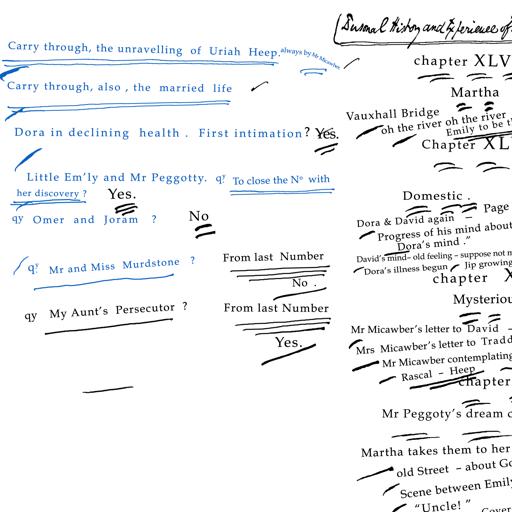 Carry through, the unravelling of Uriah Heep. always by Mr Micawber.
Carry through, also, the married life
Dora in declining health. First intimation? Yes.
Little Em'ly and Mr Peggotty. qy To close the No with
her discovery? Yes.
qy Omer and Joram ? No
qy Mr and Miss Murdstone ? From last Number
No.
qy My Aunt's Persecutor ? From last Number
Yes.
(Personal History and Experience of
chapter XLV
Martha
Vauxhall Bridge
oh the river oh the river
Emily to be
Chapter XL
Domestic.
Dora & David again – Page
Progress of his mind about
Dora's mind."
David's mind– old feeling – suppose not
Dora's illness begun Jip growing
chapter
Mysteriou
Mr Micawber's letter to David –
Mrs Micawber's letter to Tradd
Mr Micawber contemplating
Rascal – Heep
chapter
Mr Peggoty's dream
Martha takes them to her
old Street – about Go
Scene between Emily
"Uncle!" Cover